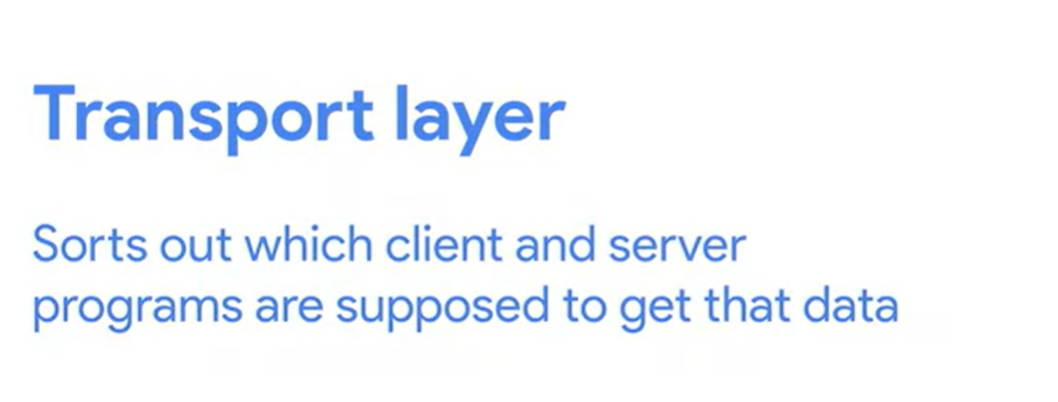 Transport layer
Sorts out which client and server
programs are supposed to get that data